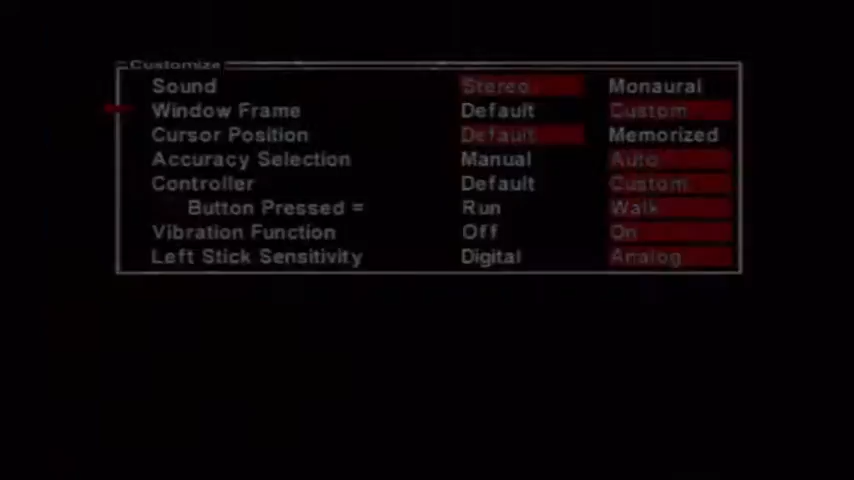 Customize
Sound Stereo Monaural
Window Frame Default Custom
Cursor Position Default Memorized
Accuracy Selection Manual Auto
Controller Default Custom
Button Pressed = Run Walk
Vibration Function Off On
Left Stick Sensitivity Digital Analog